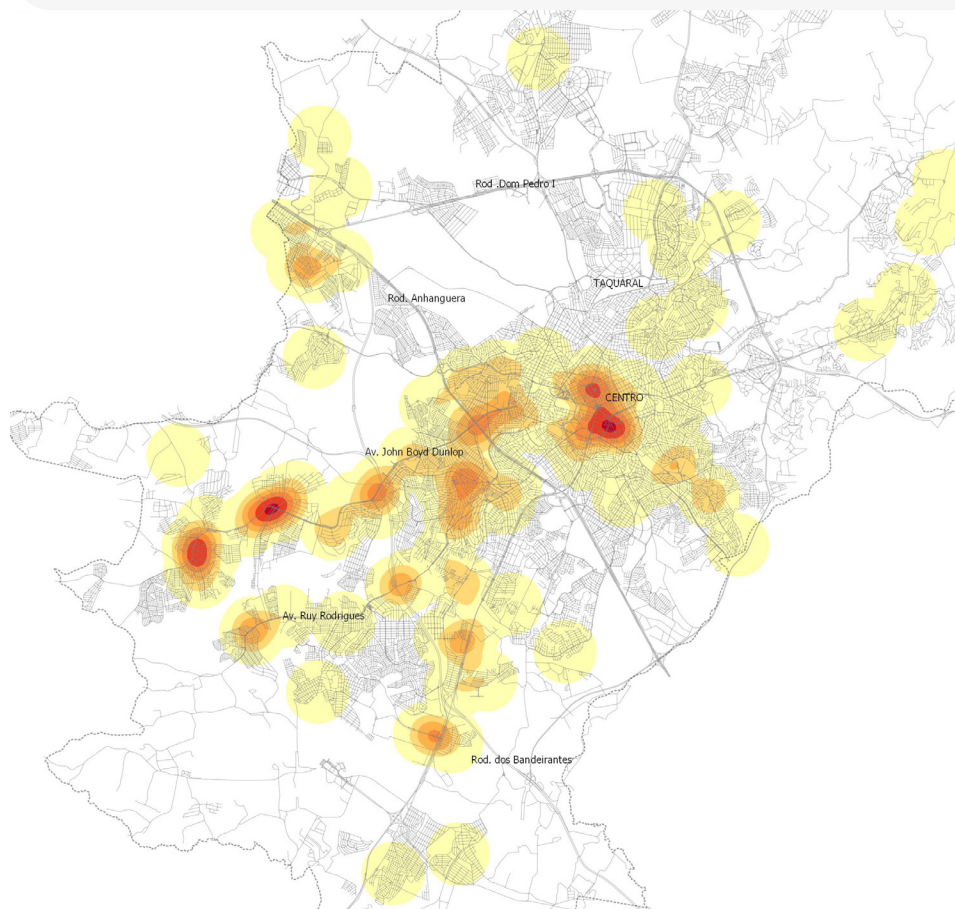 Rod .Dom Pedro I
TAQUARAL
Rod. Anhanguera
CENTRO
Av. John Boyd Dunlop
Av. Ruy Rodrigues
Rod. dos Bandeirantes